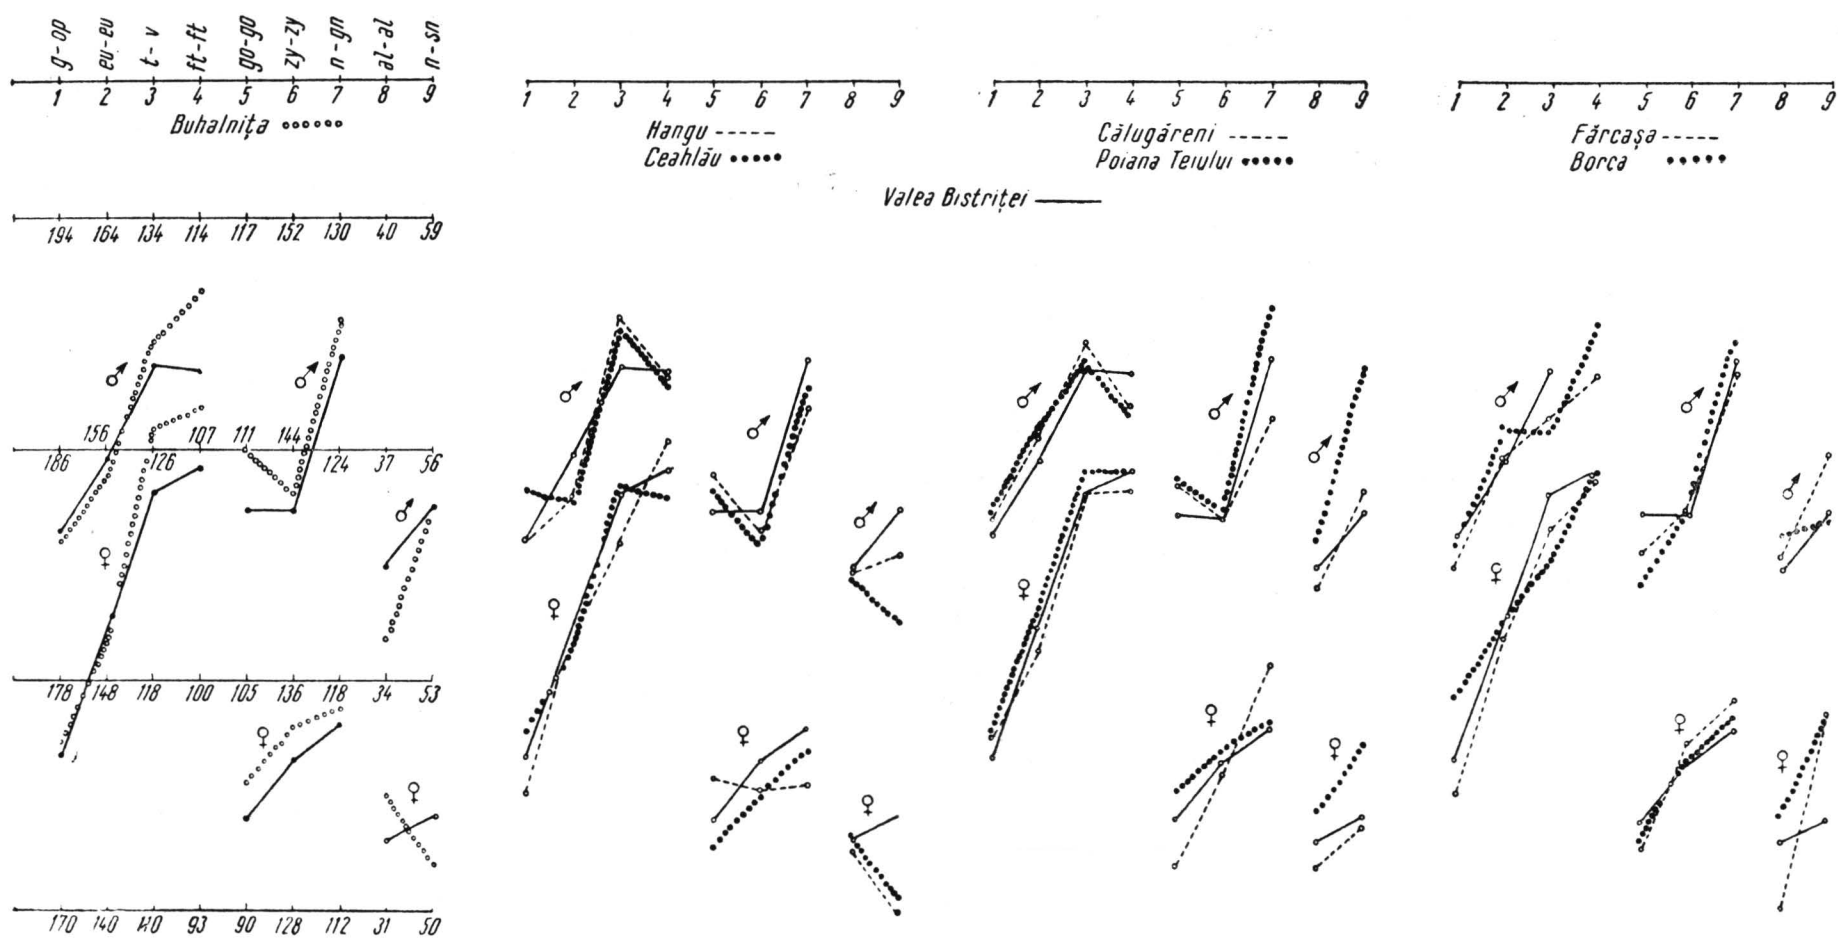 g-op eu-eu t-v ft-ft go-go zy-zy n-gn al-al n-sn
1 2 3 4 5 6 7 8 9
Buhalnița
1 2 3 4 5 6 7 8 9
Hangu
Ceahlău
1 2 3 4 5 6 7 8 9
Călugăreni
Poiana Teiului
1 2 3 4 5 6 7 8 9
Fărcașa
Borca
Valea Bistriței
194 164 134 114 117 152 130 40 59
156 107 111 144
186 126 124 37 56
178 148 118 100 105 136 118 34 53
170 140 110 93 90 128 112 31 50